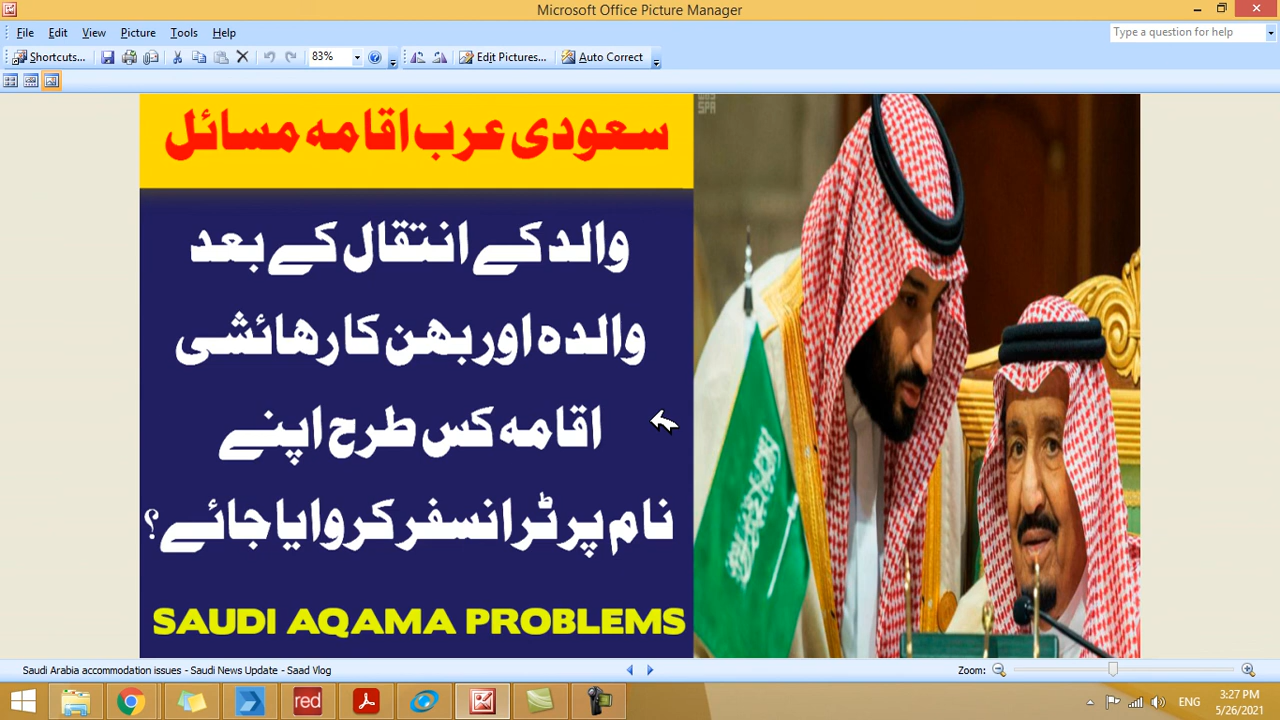 Microsoft Office Picture Manager
File Edit View Picture Tools Help
Type a question for help
Shortcuts...
83%
Edit Pictures...
Auto Correct
SPA
سعودی عرب اقامہ مسائل
والد کے انتقال کے بعد
والدہ اور بھن کا رھائشی
اقامہ کس طرح اپنے
نام پر ٹرانسفر کروایا جائے؟
SAUDI AQAMA PROBLEMS
Saudi Arabia accommodation issues - Saudi News Update - Saad Vlog
Zoom:
red
ENG
3:27 PM
5/26/2021